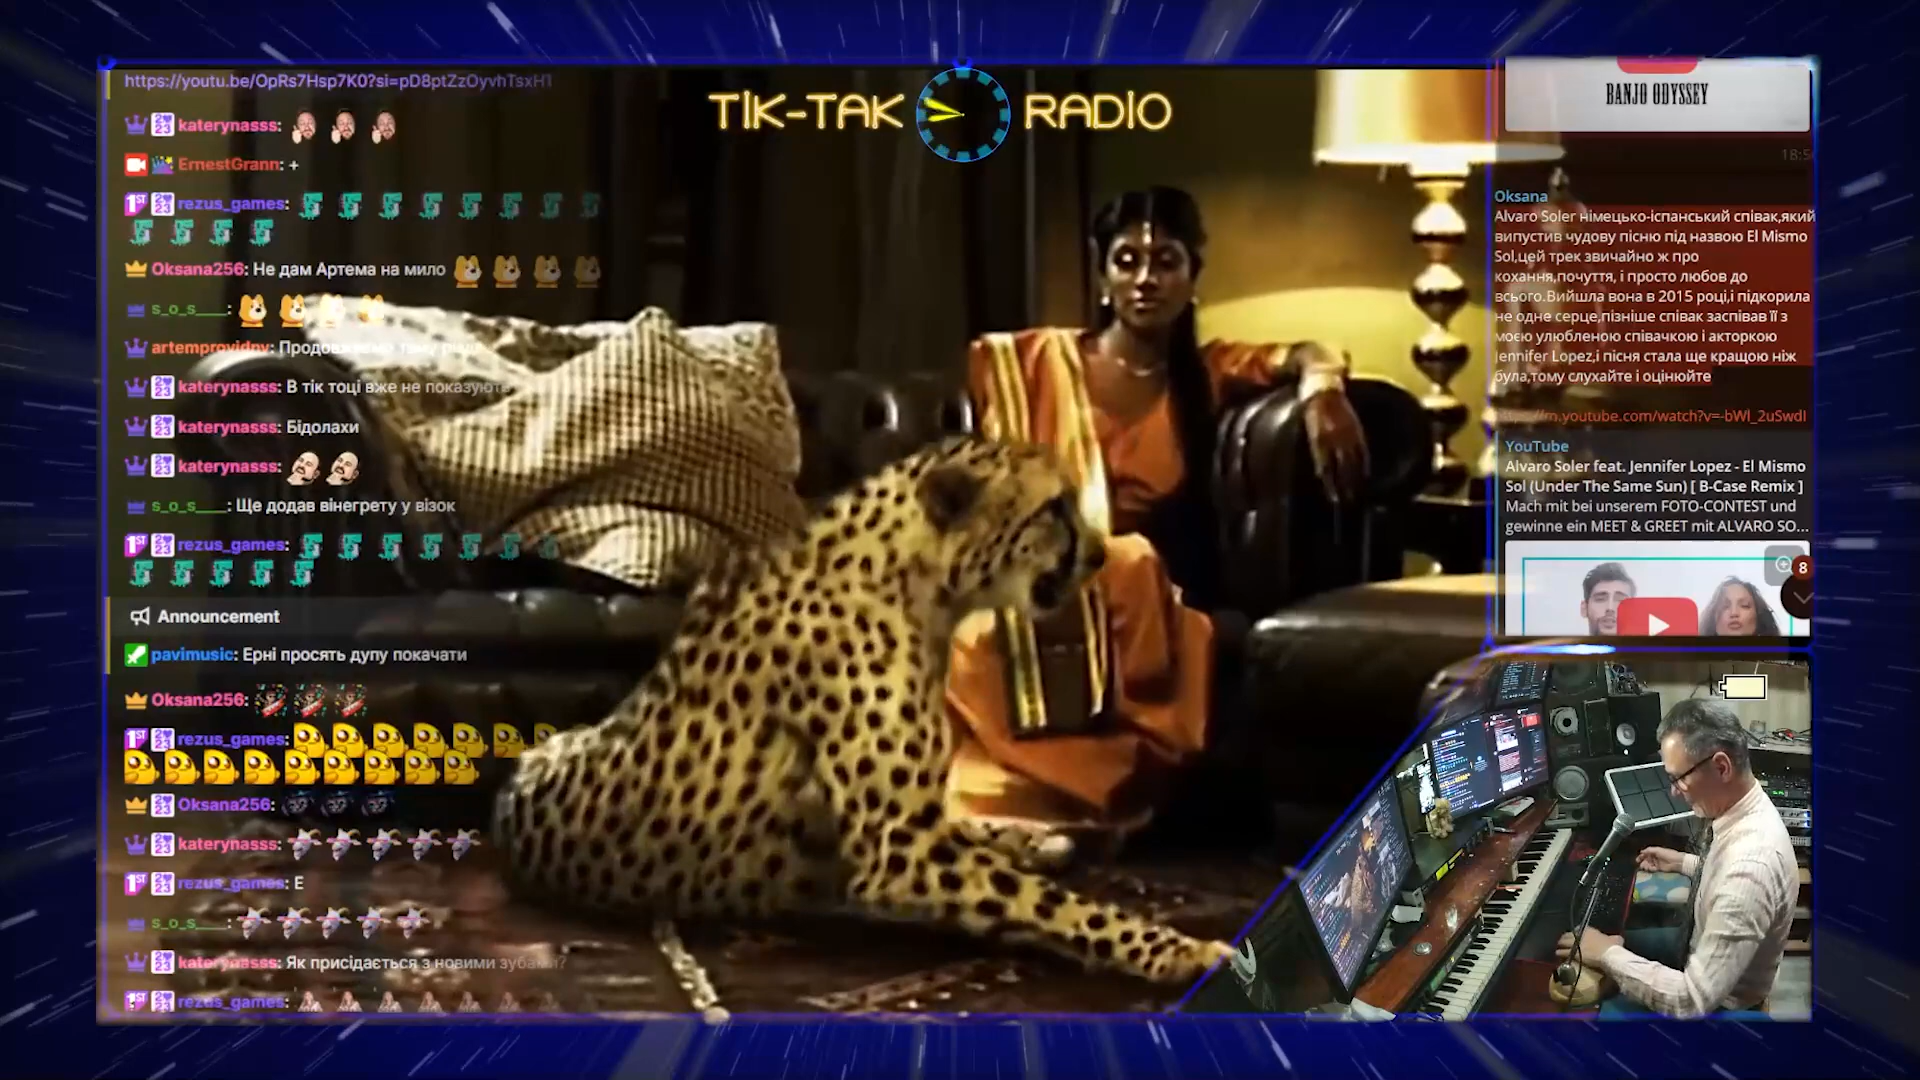 https://youtu.be/OpRs7Hsp7K0?si=pD8ptZzOyvhTsxH1
katerynasss:
ErnestGrann: +
rezus_games:
Oksana256: Не дам Артема на мило
s_o_s___:
artemprovidny: Продовжаємо тему
katerynasss: В тік тоці вже не показують
katerynasss: Бідолахи
katerynasss:
s_o_s___: Ще додав вінегрету у візок
rezus_games:
Announcement
pavimusic: Ерні просять дупу покачати
Oksana256:
rezus_games:
Oksana256:
katerynasss:
rezus_games: Е
s_o_s___:
katerynasss: Як присідається з новими зубами?
rezus_games:
TIK-TAK RADIO
BANJO ODYSSEY
Oksana
Alvaro Soler німецько-іспанський співак,який
випустив чудову пісню під назвою El Mismo
Sol,цей трек звичайно ж про
кохання,почуття, і просто любов до
всього.Вийшла вона в 2015 році,і підкорила
не одне серце,пізніше співак заспівав її з
моєю улюбленою співачкою і акторкою
Jennifer Lopez,і пісня стала ще кращою ніж
була,тому слухайте і оцінюйте
https://m.youtube.com/watch?v=-bWl_2uSwdI
YouTube
Alvaro Soler feat. Jennifer Lopez - El Mismo
Sol (Under The Same Sun) [ B-Case Remix ]
Mach mit bei unserem FOTO-CONTEST und
gewinne ein MEET & GREET mit ALVARO SO...
8